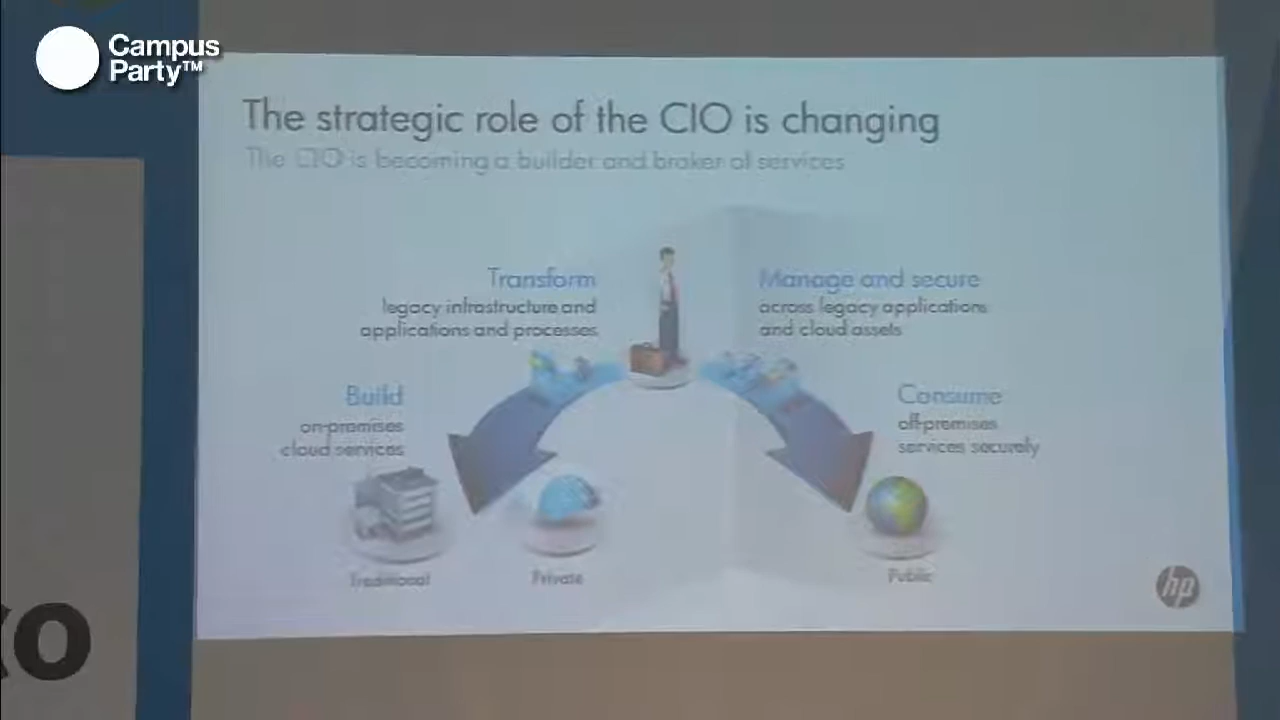 Campus
Party™
The strategic role of the CIO is changing
The CIO is becoming a builder and broker of services
Transform
legacy infrastructure and
applications and processes
Manage and secure
across legacy applications
and cloud assets
Build
on-premises
cloud services
Consume
off-premises
services securely
Traditional
Private
Public
hp